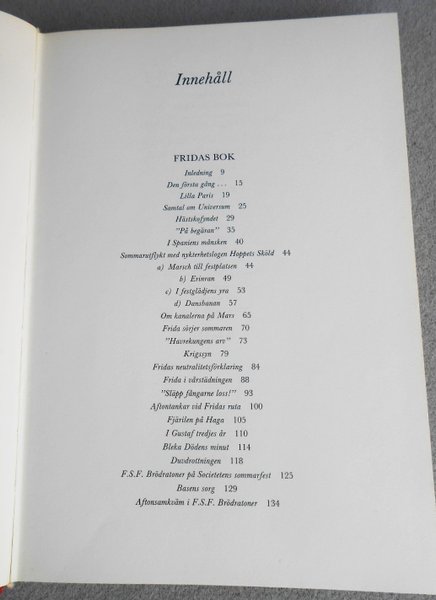 Innehåll
FRIDAS BOK
Inledning 9
Den första gång . . . 15
Lilla Paris 19
Samtal om Universum 25
Hästskofyndet 29
"På begäran" 35
I Spaniens månsken 40
Sommarutflykt med nykterhetslogen Hoppets Sköld 44
a) Marsch till festplatsen 44
b) Erinran 49
c) I festglödjens yra 53
d) Dansbanan 57
Om kanalerna på Mars 65
Frida sörjer sommaren 70
"Havrekungens arv" 73
Krigssyn 79
Fridas neutralitetsförklaring 84
Frida i vårstädningen 88
"Släpp fångarne loss!" 93
Aftontankar vid Fridas ruta 100
Fjärilen på Haga 105
I Gustaf tredjes år 110
Bleka Dödens minut 114
Duvdrottningen 118
F.S.F. Brödratoner på Societetens sommarfest 125
Basens sorg 129
Aftonsamkväm i F.S.F. Brödratoner 134